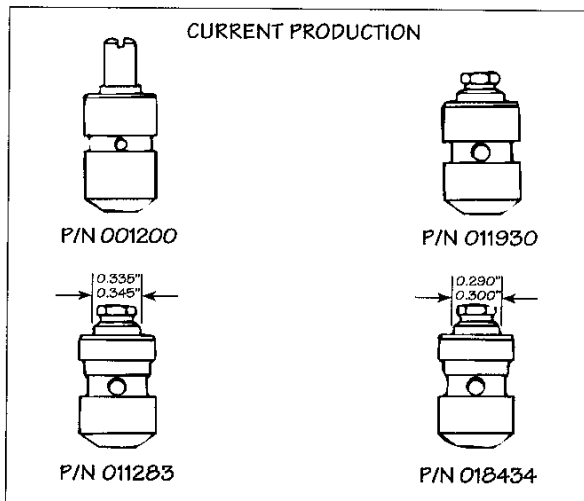 CURRENT PRODUCTION
P/N 001200
P/N 011930
0.335"
0.345"
P/N 011283
0.290"
0.300"
P/N 018434